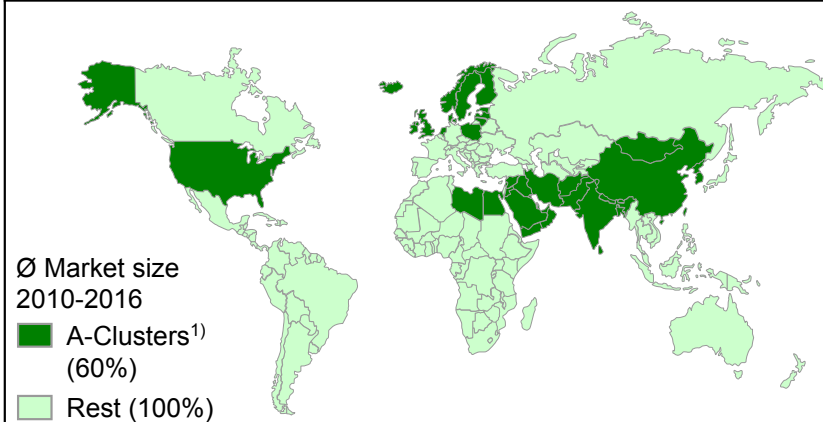 Ø Market size
2010-2016
A-Clusters¹⁾
(60%)
Rest (100%)